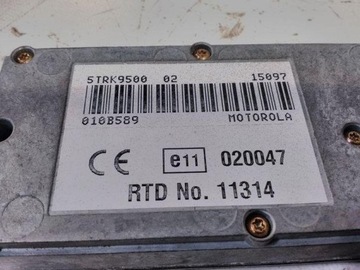 5TRK9500 02 15097
010B589 MOTOROLA
CE e11 020047
RTD No. 11314